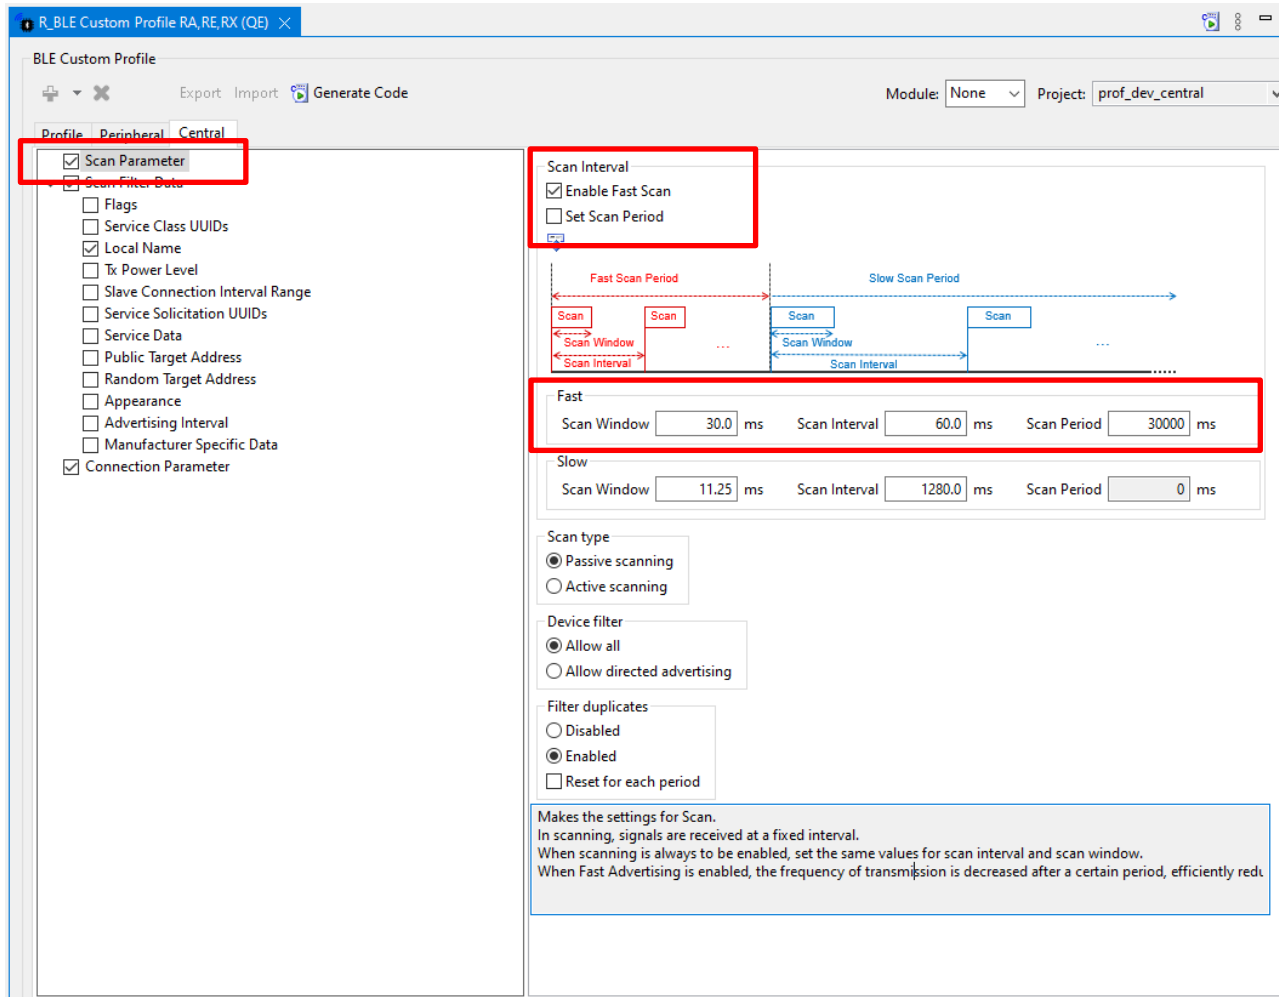 R_BLE Custom Profile RA,RE,RX (QE)
BLE Custom Profile
Export Import Generate Code Module: None Project: prof_dev_central
Profile Peripheral Central
Scan Parameter
Scan Filter Data
Flags
Service Class UUIDs
Local Name
Tx Power Level
Slave Connection Interval Range
Service Solicitation UUIDs
Service Data
Public Target Address
Random Target Address
Appearance
Advertising Interval
Manufacturer Specific Data
Connection Parameter
Scan Interval
Enable Fast Scan
Set Scan Period
Fast Scan Period Slow Scan Period
Scan Scan Scan Scan
Scan Window ... Scan Window ...
Scan Interval Scan Interval
Fast
Scan Window 30.0 ms Scan Interval 60.0 ms Scan Period 30000 ms
Slow
Scan Window 11.25 ms Scan Interval 1280.0 ms Scan Period 0 ms
Scan type
Passive scanning
Active scanning
Device filter
Allow all
Allow directed advertising
Filter duplicates
Disabled
Enabled
Reset for each period
Makes the settings for Scan.
In scanning, signals are received at a fixed interval.
When scanning is always to be enabled, set the same values for scan interval and scan window.
When Fast Advertising is enabled, the frequency of transmission is decreased after a certain period, efficiently redu